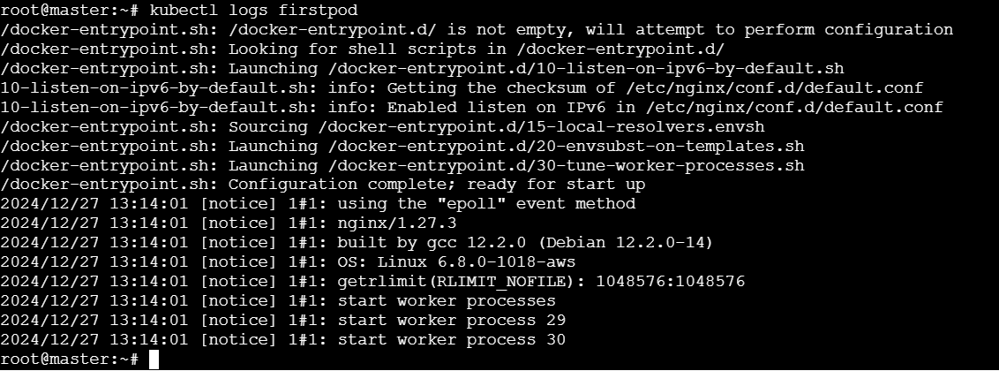 root@master:~# kubectl logs firstpod
/docker-entrypoint.sh: /docker-entrypoint.d/ is not empty, will attempt to perform configuration
/docker-entrypoint.sh: Looking for shell scripts in /docker-entrypoint.d/
/docker-entrypoint.sh: Launching /docker-entrypoint.d/10-listen-on-ipv6-by-default.sh
10-listen-on-ipv6-by-default.sh: info: Getting the checksum of /etc/nginx/conf.d/default.conf
10-listen-on-ipv6-by-default.sh: info: Enabled listen on IPv6 in /etc/nginx/conf.d/default.conf
/docker-entrypoint.sh: Sourcing /docker-entrypoint.d/15-local-resolvers.envsh
/docker-entrypoint.sh: Launching /docker-entrypoint.d/20-envsubst-on-templates.sh
/docker-entrypoint.sh: Launching /docker-entrypoint.d/30-tune-worker-processes.sh
/docker-entrypoint.sh: Configuration complete; ready for start up
2024/12/27 13:14:01 [notice] 1#1: using the "epoll" event method
2024/12/27 13:14:01 [notice] 1#1: nginx/1.27.3
2024/12/27 13:14:01 [notice] 1#1: built by gcc 12.2.0 (Debian 12.2.0-14)
2024/12/27 13:14:01 [notice] 1#1: OS: Linux 6.8.0-1018-aws
2024/12/27 13:14:01 [notice] 1#1: getrlimit(RLIMIT_NOFILE): 1048576:1048576
2024/12/27 13:14:01 [notice] 1#1: start worker processes
2024/12/27 13:14:01 [notice] 1#1: start worker process 29
2024/12/27 13:14:01 [notice] 1#1: start worker process 30
root@master:~#